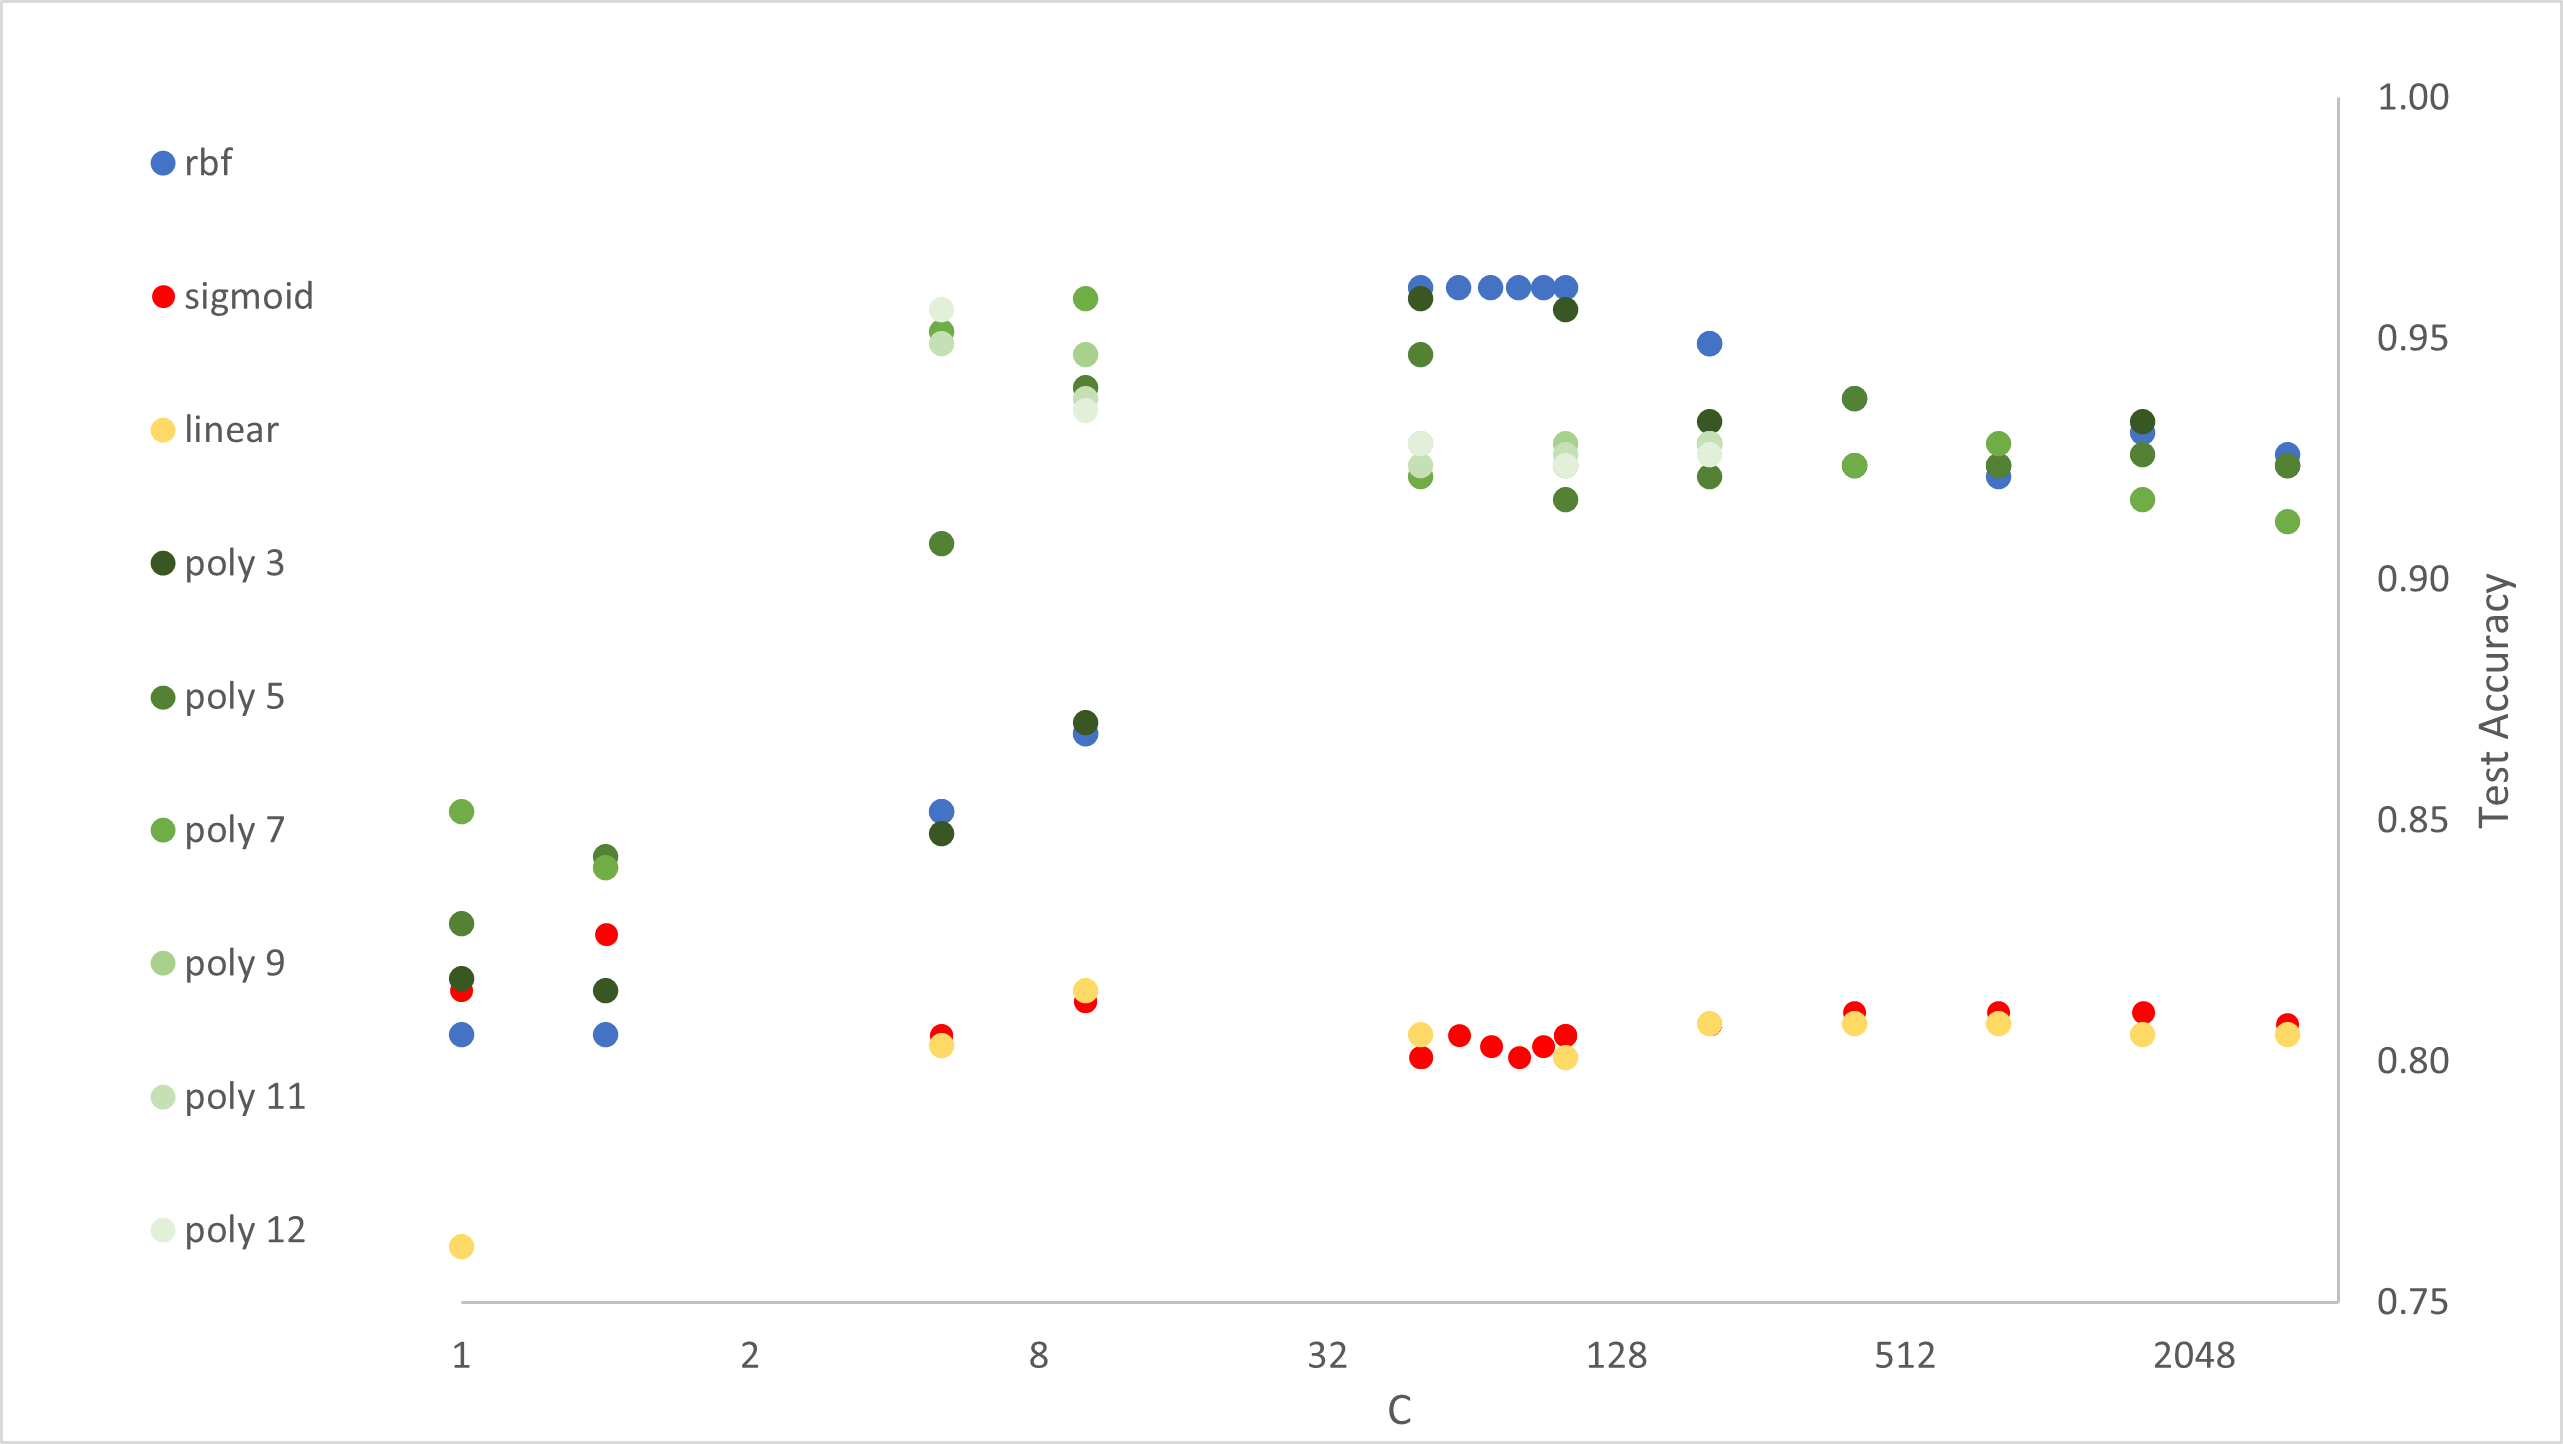 rbf
sigmoid
linear
poly 3
poly 5
poly 7
poly 9
poly 11
poly 12
1.00
0.95
0.90
0.85
0.80
0.75
Test Accuracy
1 2 8 32 128 512 2048
C